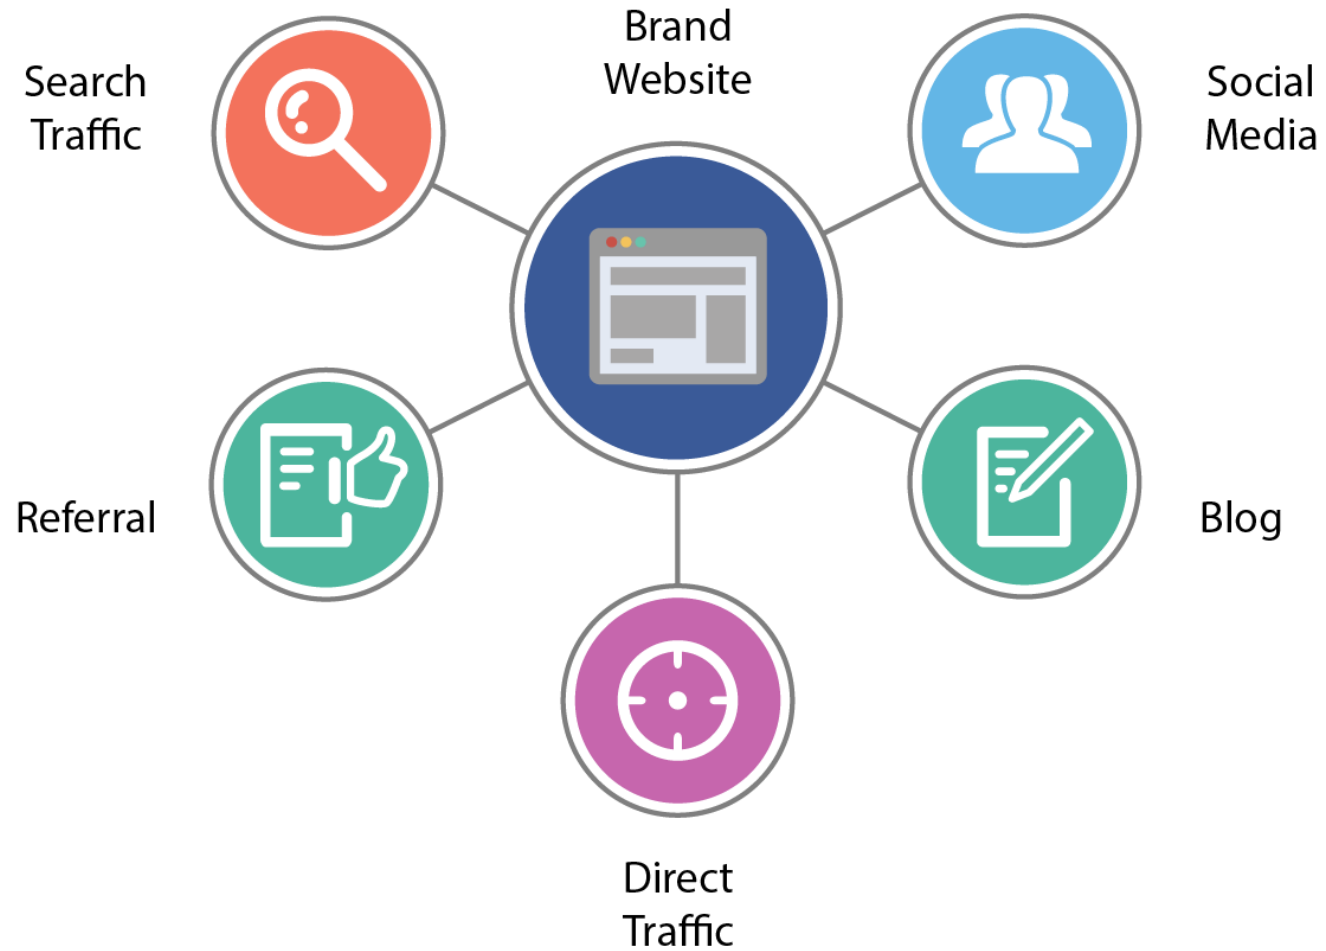 Brand
Website
Search
Traffic
Social
Media
Referral
Blog
Direct
Traffic